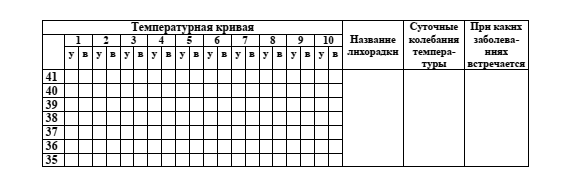 Температурная кривая
Название лихорадки
Суточные колебания темпера-туры
При каких заболева-ниях встречается
1 2 3 4 5 6 7 8 9 10
у в у в у в у в у в у в у в у в у в у в
41
40
39
38
37
36
35